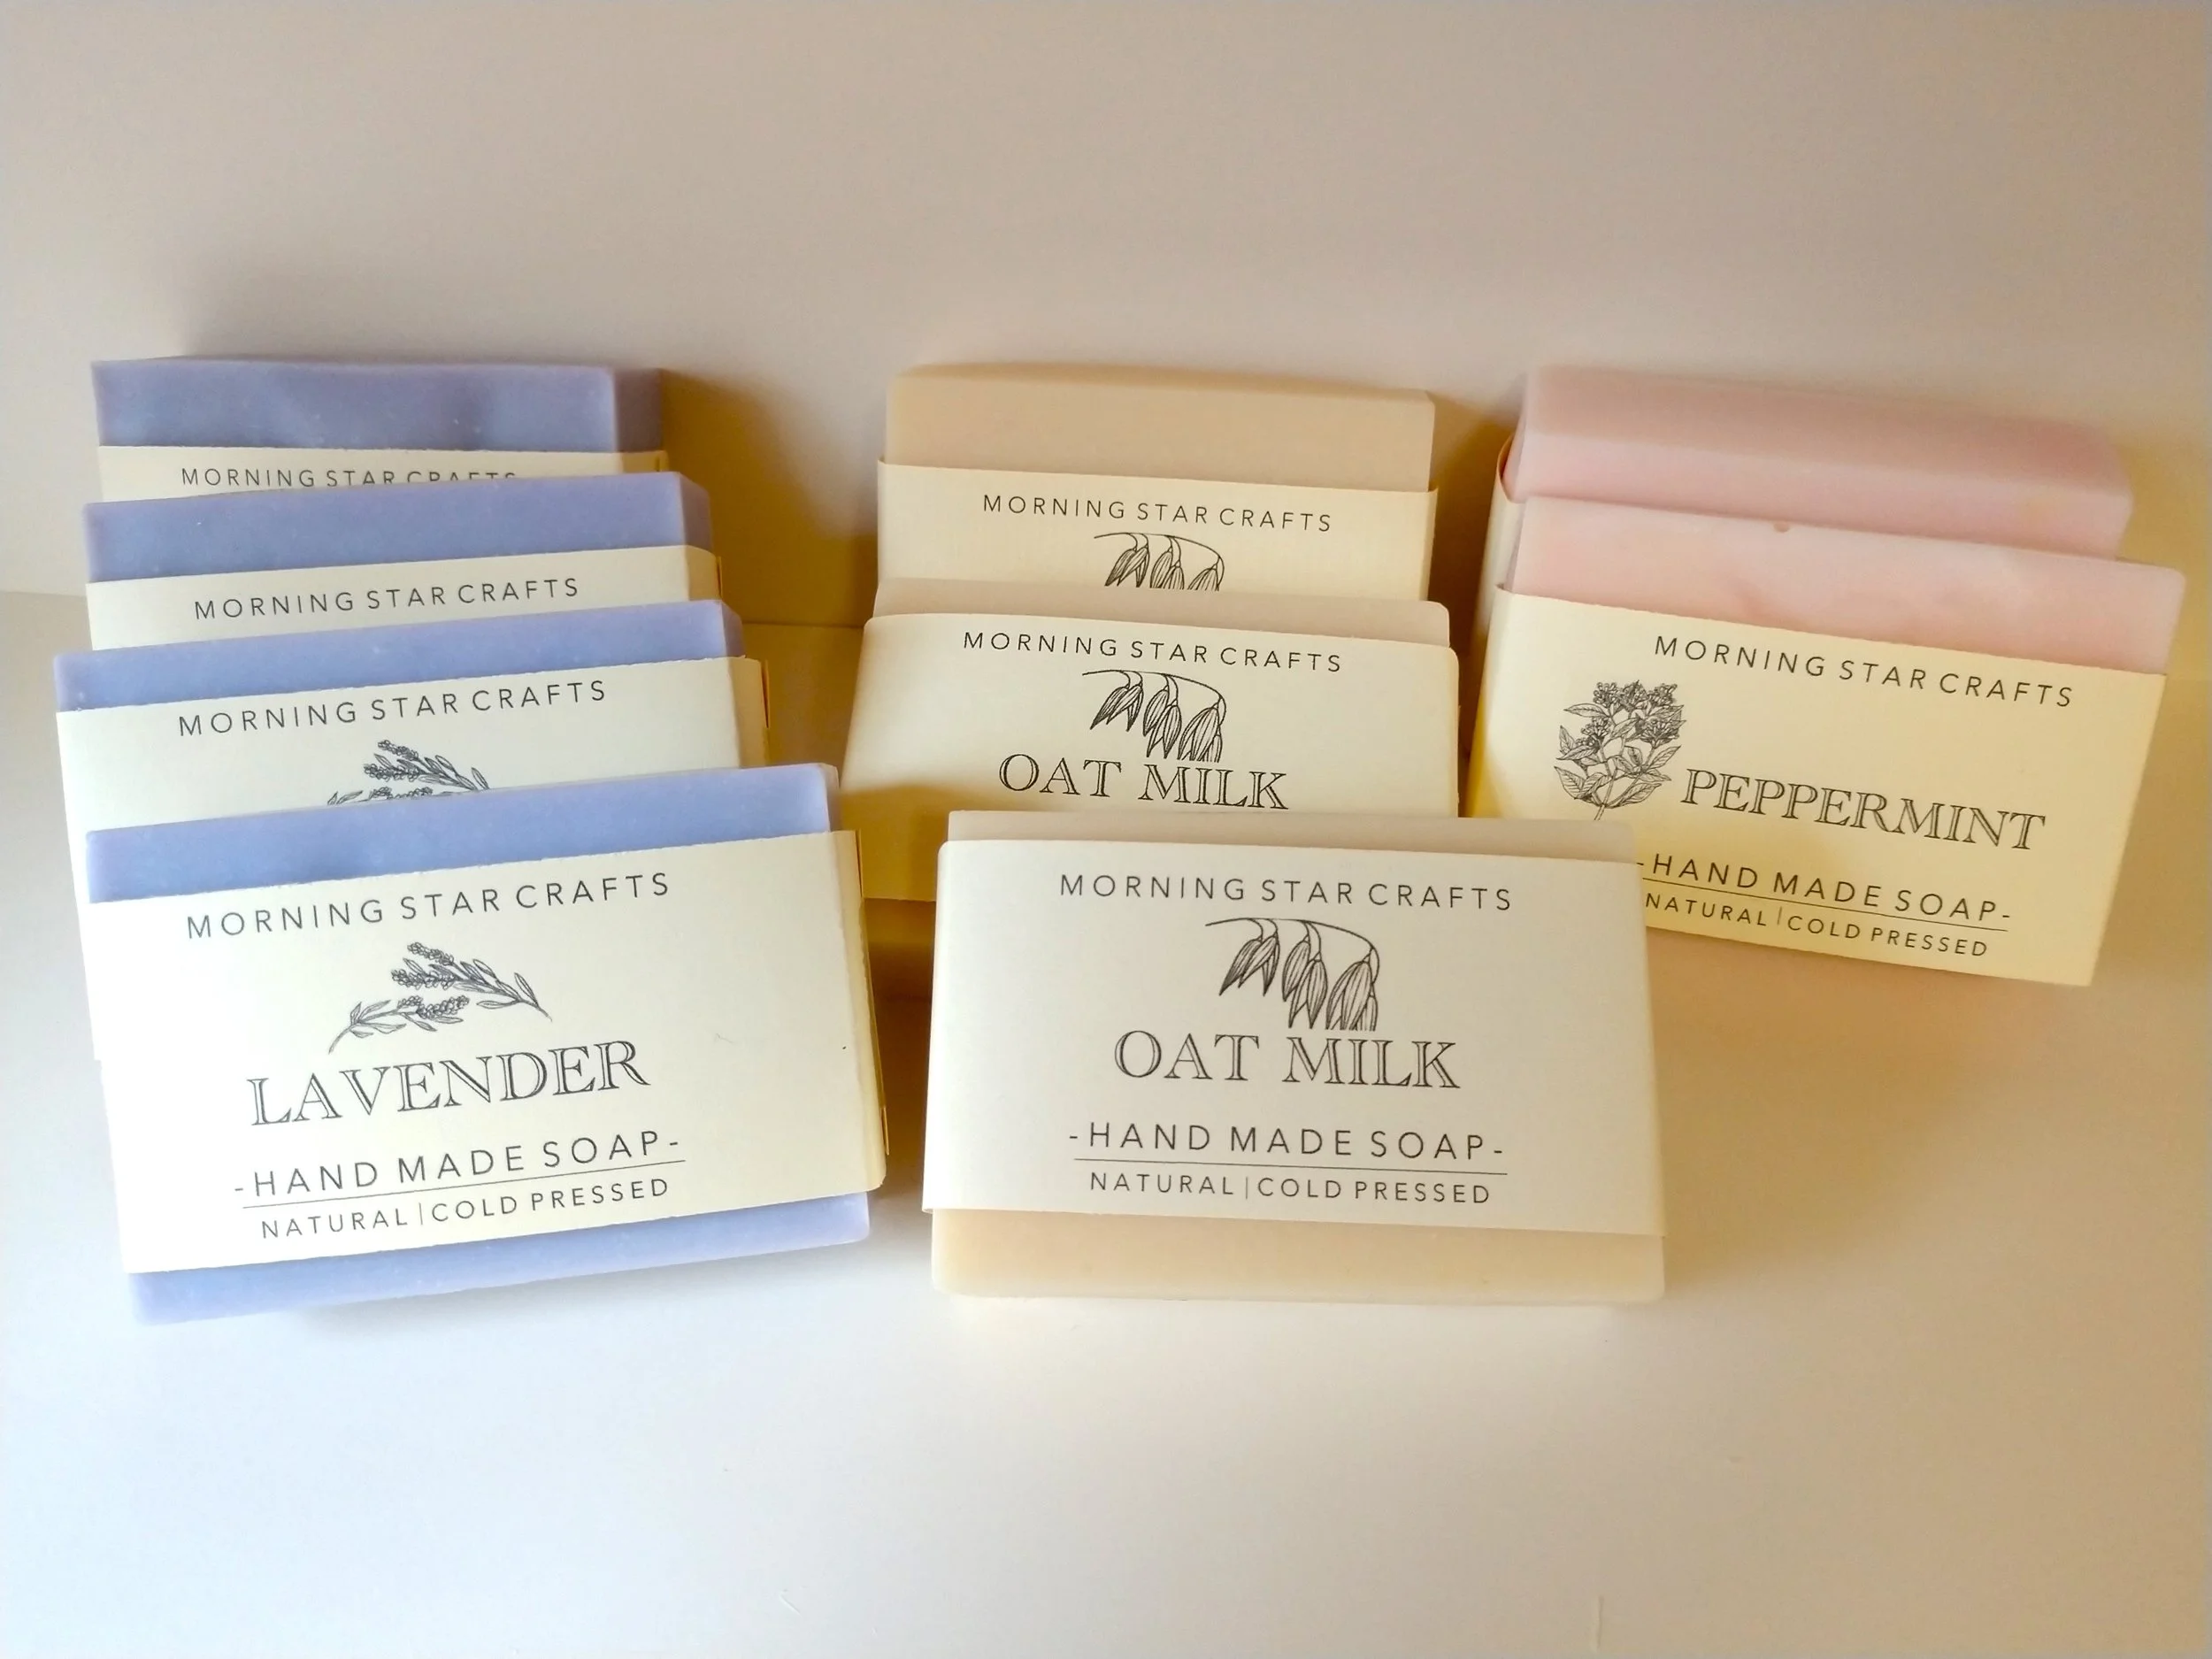 MORNING STAR CRAFTS
MORNING STAR CRAFTS
MORNING STAR CRAFTS
MORNING STAR CRAFTS
LAVENDER
-HAND MADE SOAP-
NATURAL|COLD PRESSED
MORNING STAR CRAFTS
MORNING STAR CRAFTS
OAT MILK
MORNING STAR CRAFTS
OAT MILK
-HAND MADE SOAP-
NATURAL|COLD PRESSED
MORNING STAR CRAFTS
PEPPERMINT
-HAND MADE SOAP-
NATURAL|COLD PRESSED